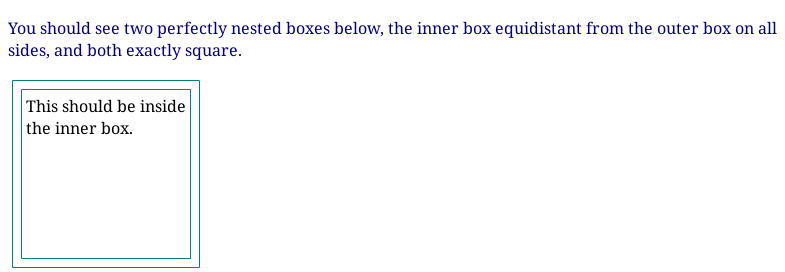 You should see two perfectly nested boxes below, the inner box equidistant from the outer box on all
sides, and both exactly square.
This should be inside
the inner box.